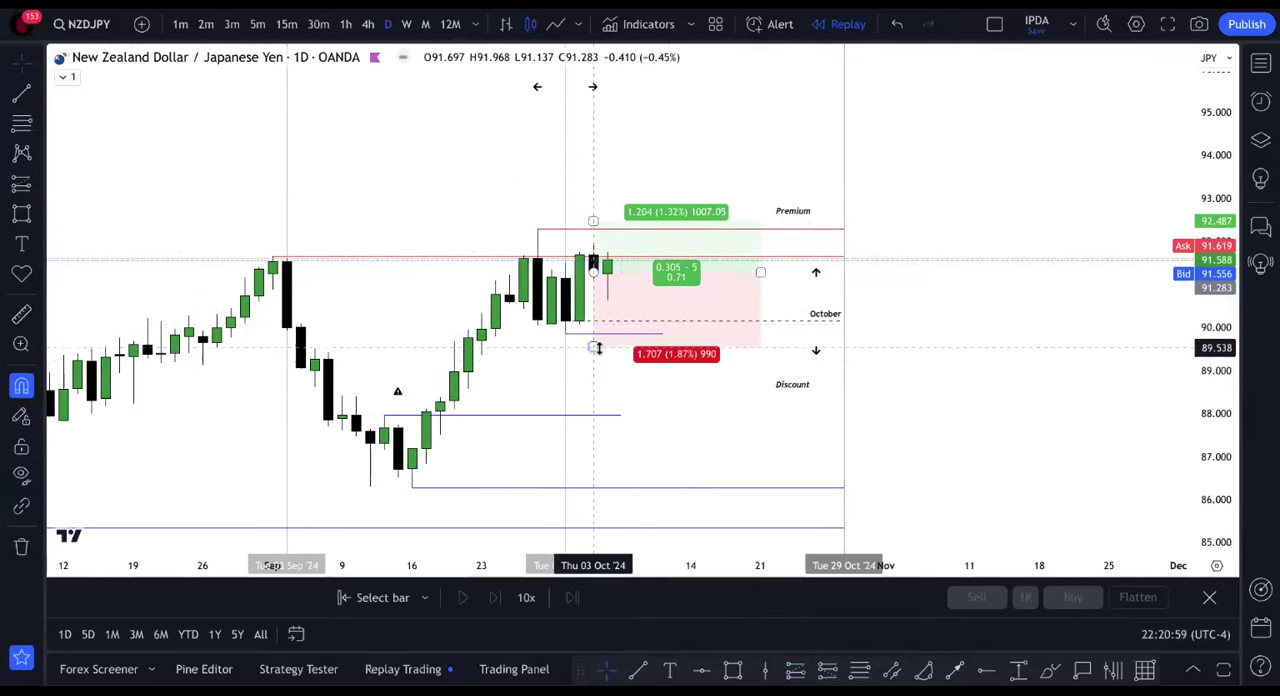 153
NZDJPY
1m 2m 3m 5m 15m 30m 1h 4h D W M 12M
Indicators
Alert
Replay
IPDA
Save
Publish
New Zealand Dollar / Japanese Yen · 1D · OANDA
O91.697 H91.968 L91.137 C91.283 −0.410 (−0.45%)
JPY
1
95.000
94.000
93.000
1.204 (1.32%) 1007.05
Premium
92.487
Ask 91.619
91.588
0.305 − 5
0.71
Bid 91.556
91.283
October
90.000
1.707 (1.87%) 990
89.538
89.000
Discount
88.000
87.000
86.000
85.000
12 19 26 Sep 9 16 23 Thu 03 Oct '24 14 21 Tue 29 Oct '24 Nov 11 18 25 Dec
Select bar
10x
Sell
1K
Buy
Flatten
1D 5D 1M 3M 6M YTD 1Y 5Y All
22:20:59 (UTC-4)
Forex Screener
Pine Editor
Strategy Tester
Replay Trading
Trading Panel